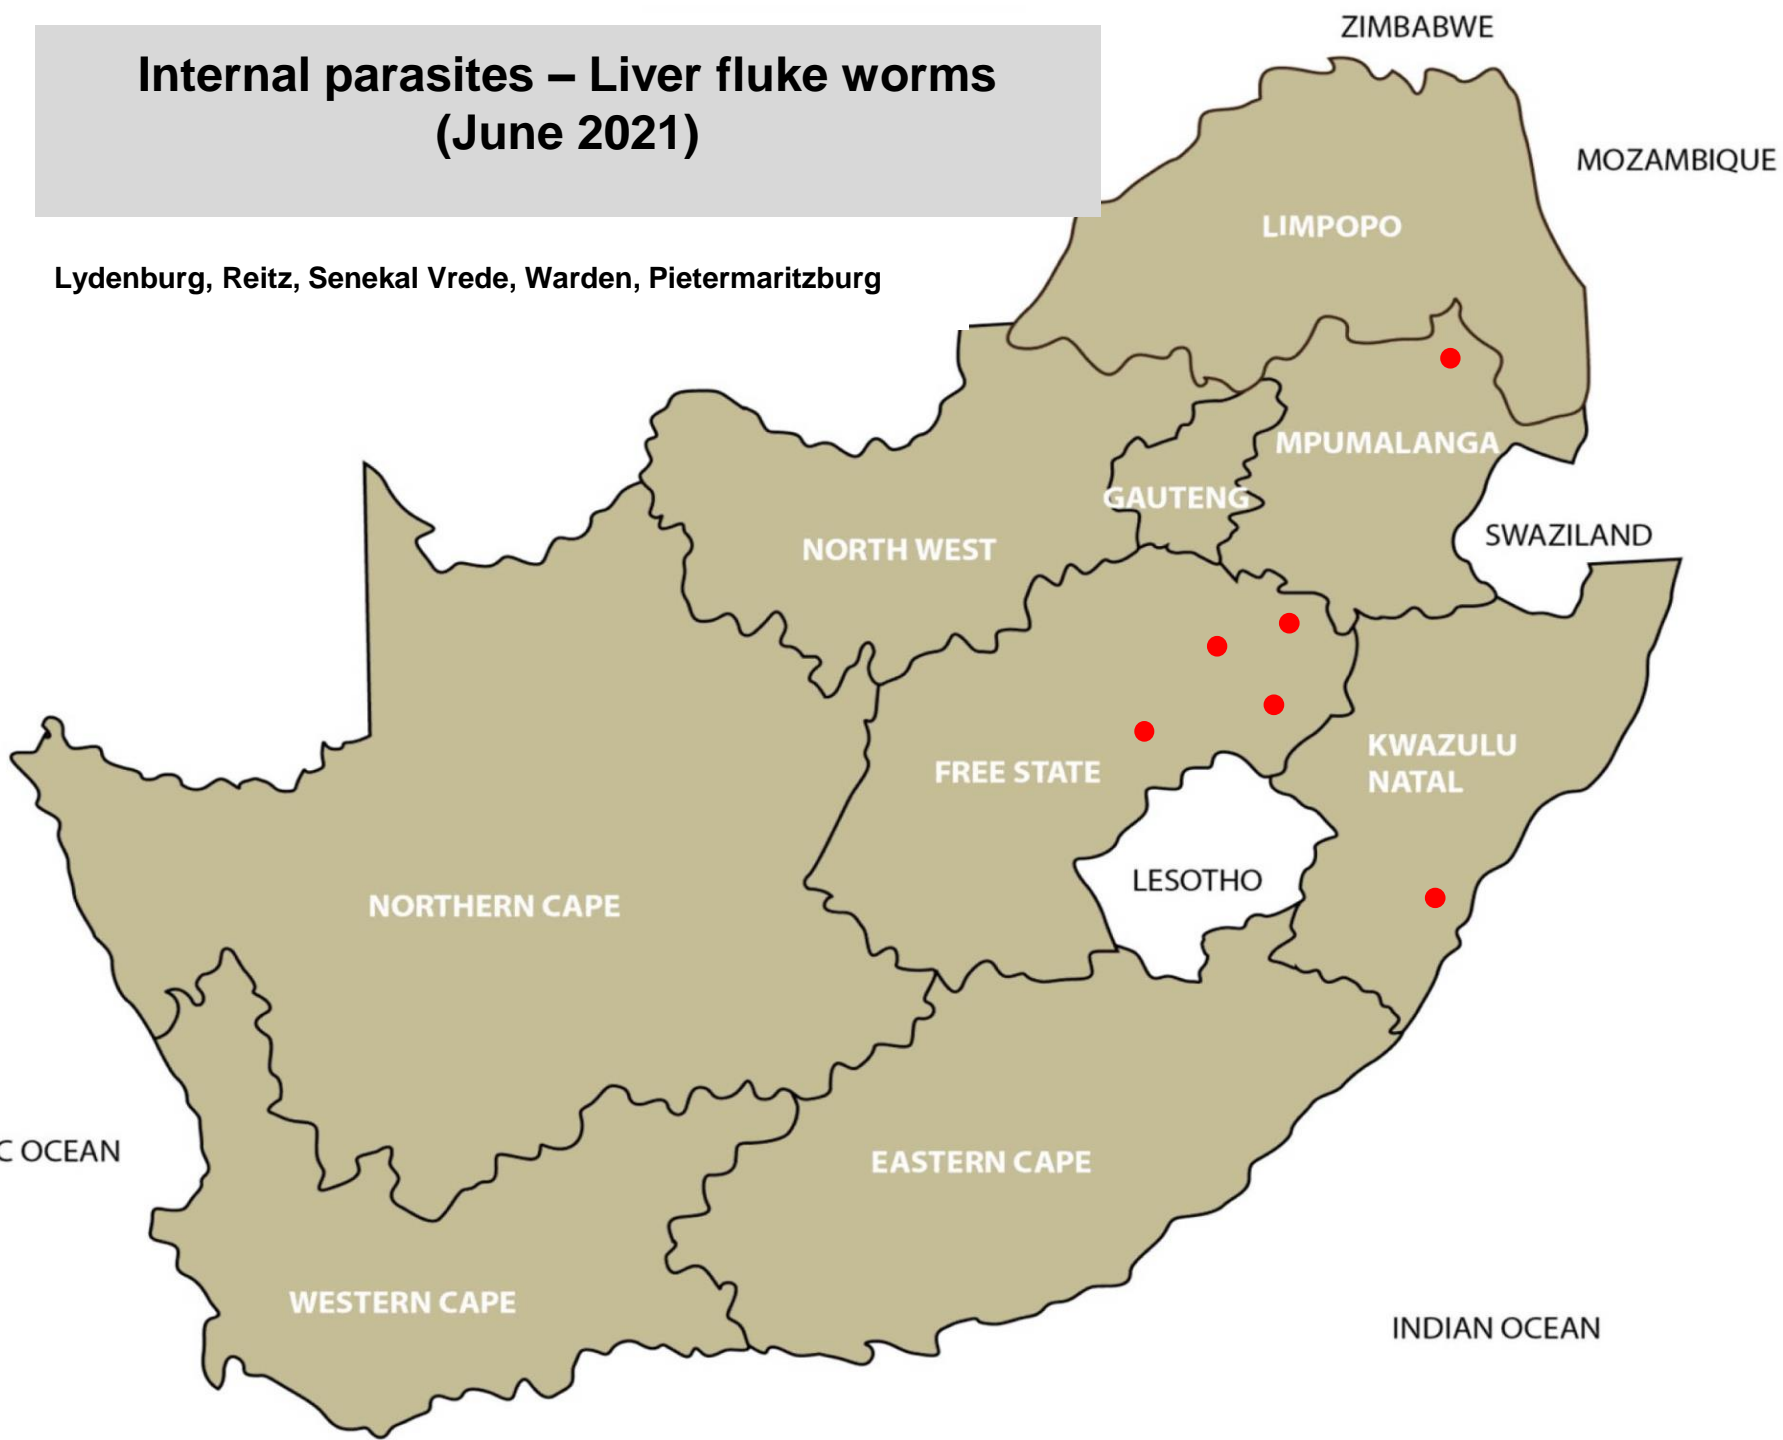 Internal parasites – Liver fluke worms
(June 2021)
Lydenburg, Reitz, Senekal Vrede, Warden, Pietermaritzburg
ZIMBABWE
MOZAMBIQUE
LIMPOPO
MPUMALANGA
GAUTENG
SWAZILAND
NORTH WEST
KWAZULU
NATAL
FREE STATE
LESOTHO
NORTHERN CAPE
C OCEAN
EASTERN CAPE
WESTERN CAPE
INDIAN OCEAN